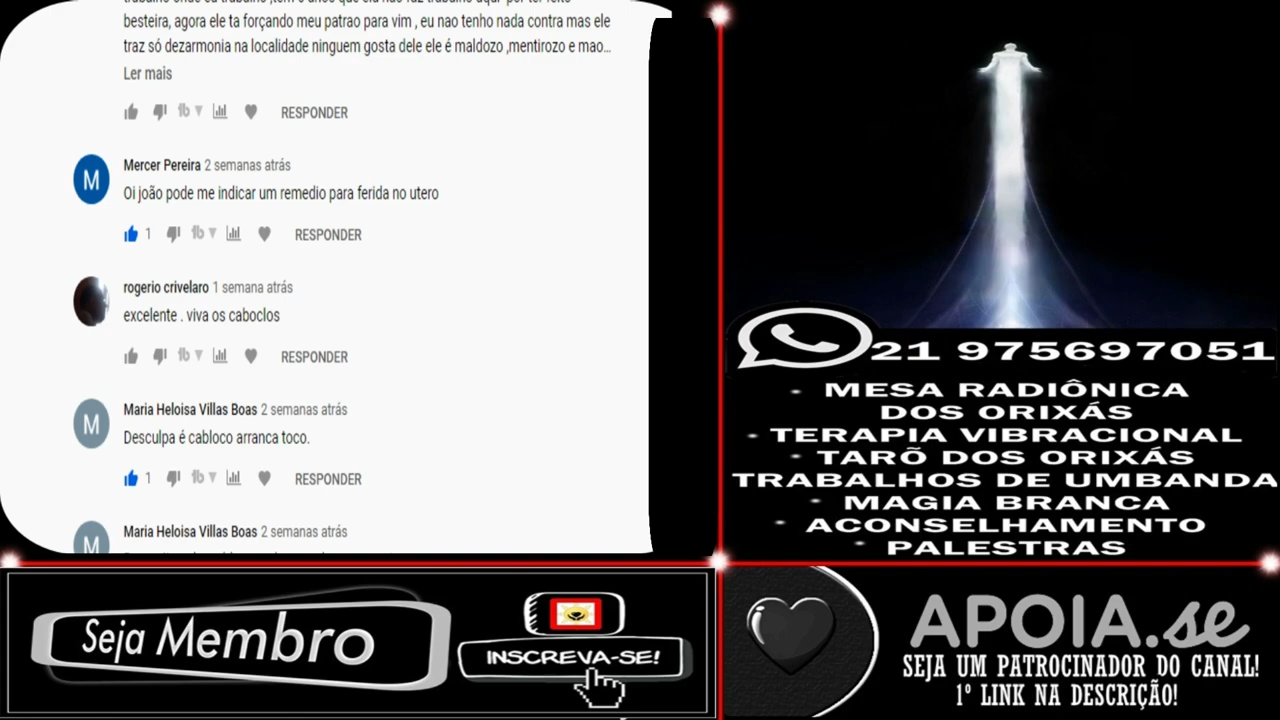 besteira, agora ele ta forçando meu patrao para vim , eu nao tenho nada contra mas ele
traz só dezarmonia na localidade ninguem gosta dele ele é maldozo ,mentirozo e mao...
Ler mais
RESPONDER
Mercer Pereira 2 semanas atrás
M
Oi joão pode me indicar um remedio para ferida no utero
1 RESPONDER
rogerio crivelaro 1 semana atrás
excelente . viva os caboclos
RESPONDER
Maria Heloisa Villas Boas 2 semanas atrás
M
Desculpa é cabloco arranca toco.
1 RESPONDER
Maria Heloisa Villas Boas 2 semanas atrás
M
21 975697051
• MESA RADIÔNICA
DOS ORIXÁS
• TERAPIA VIBRACIONAL
• TARÕ DOS ORIXÁS
TRABALHOS DE UMBANDA
• MAGIA BRANCA
• ACONSELHAMENTO
• PALESTRAS
Seja Membro
INSCREVA-SE!
APOIA.se
SEJA UM PATROCINADOR DO CANAL!
1º LINK NA DESCRIÇÃO!